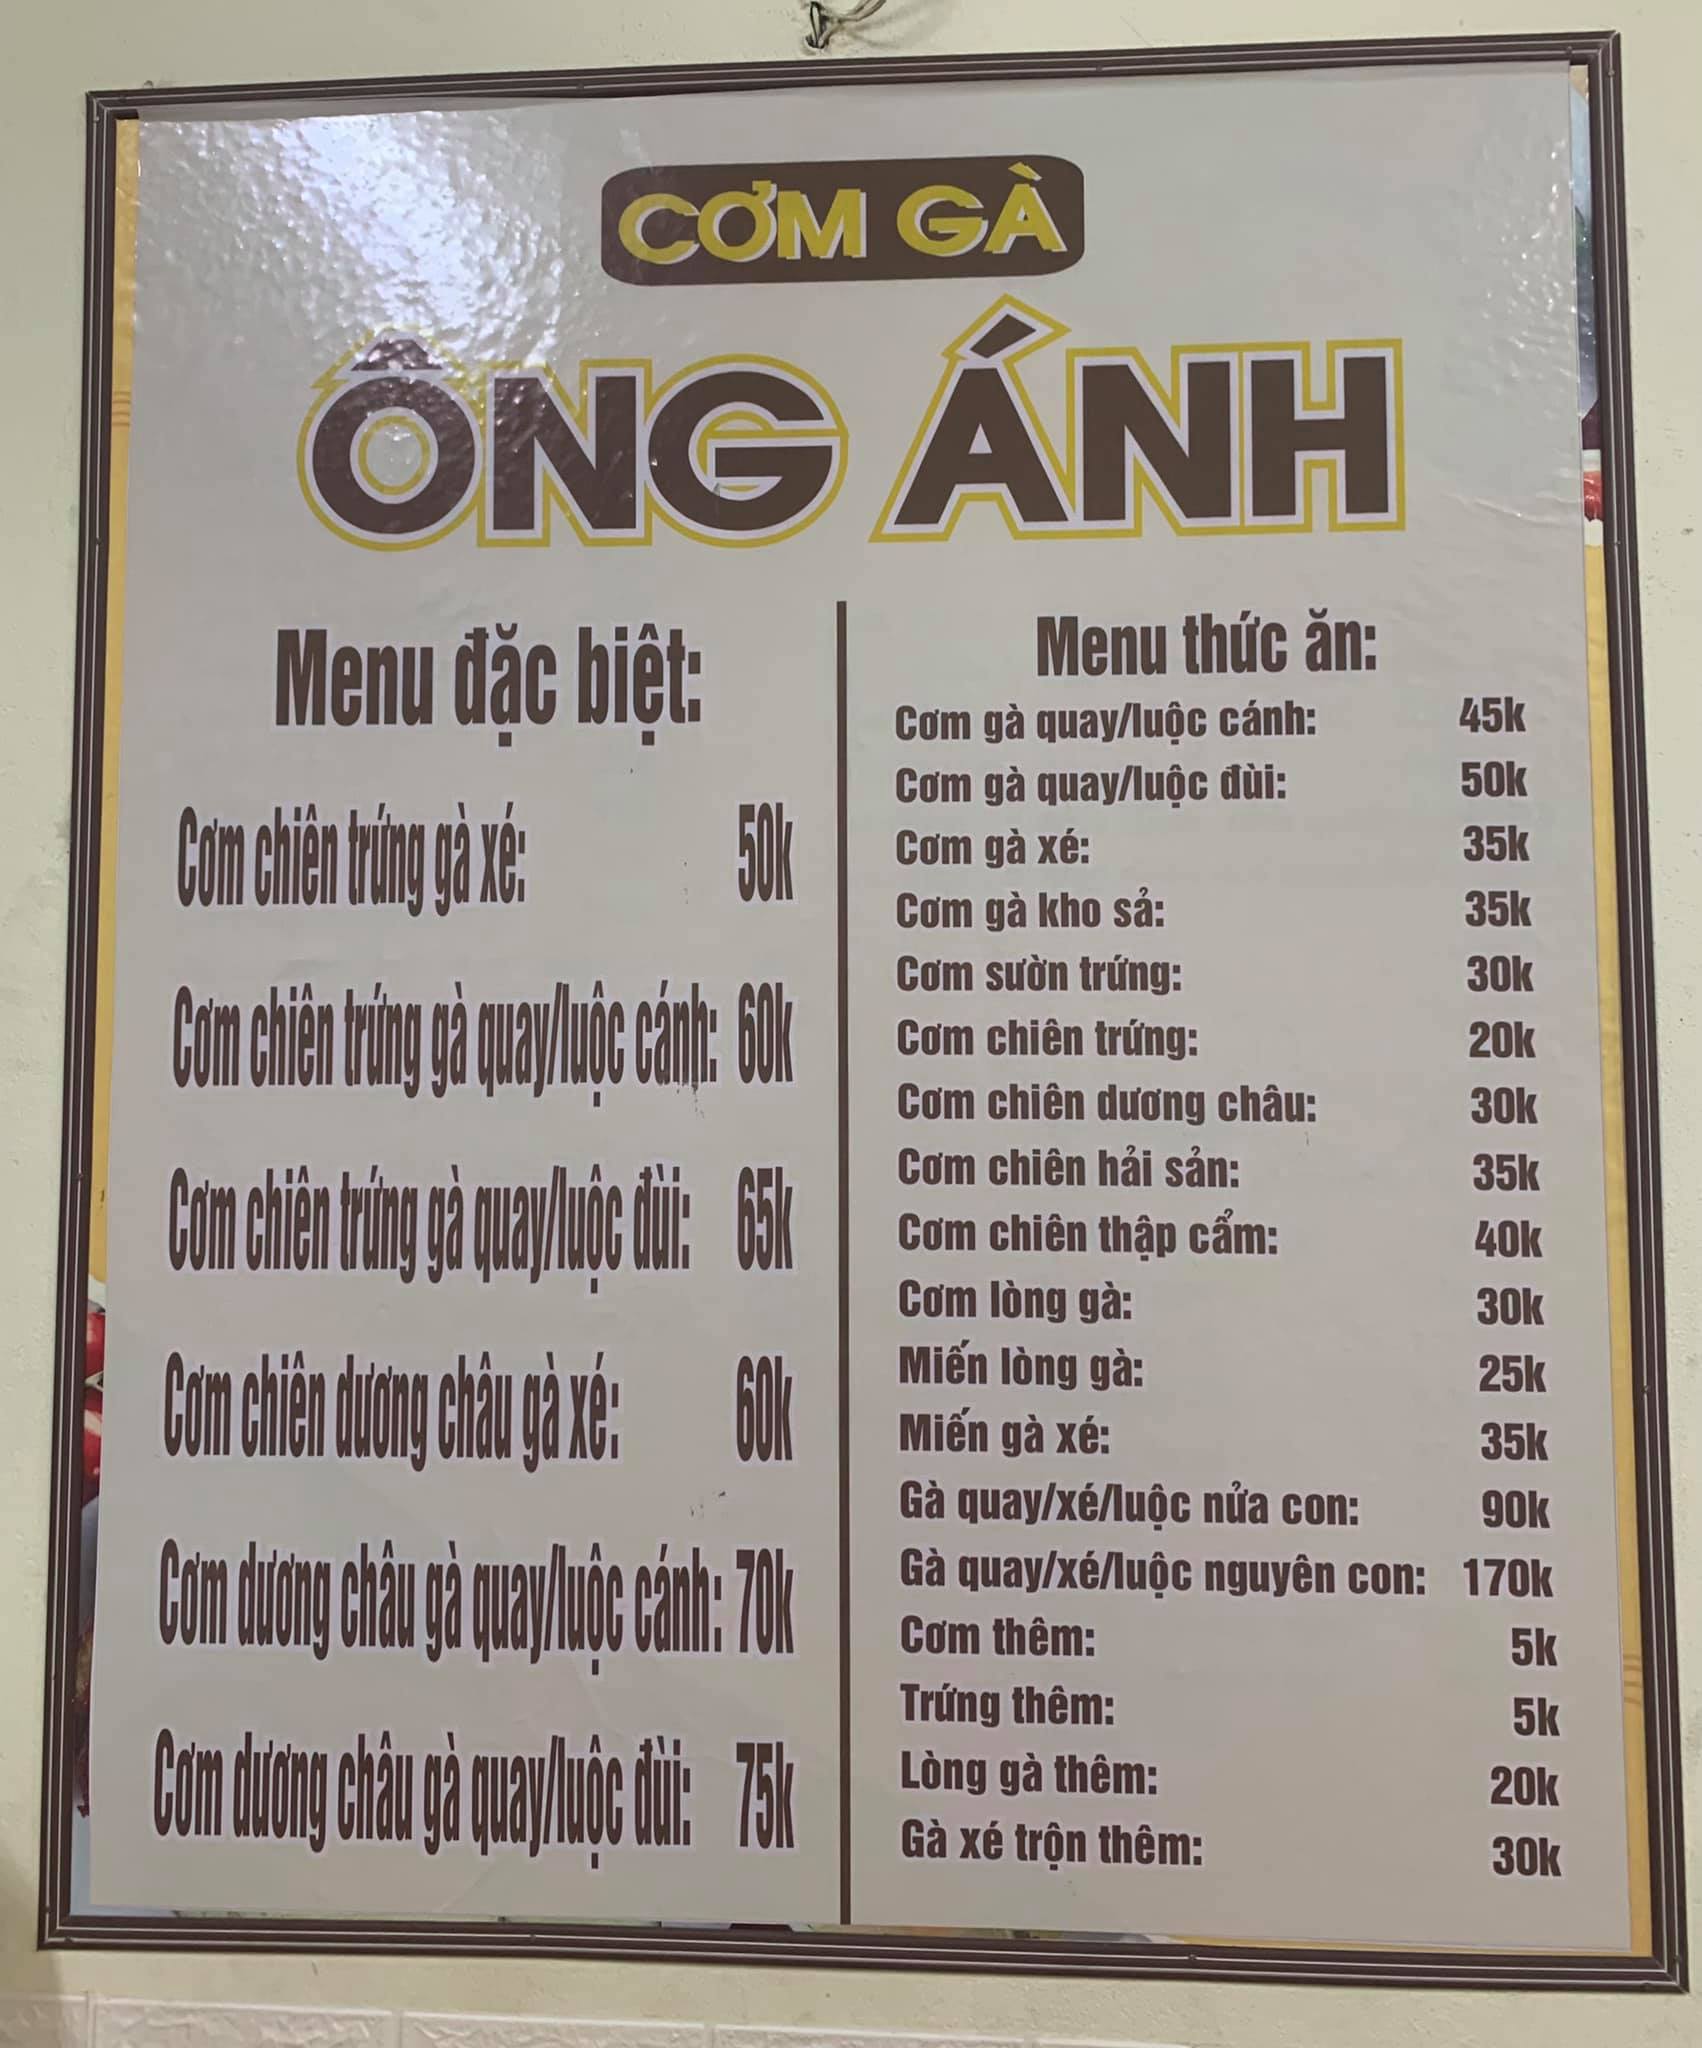 CƠM GÀ
ÔNG ÁNH
Menu đặc biệt:
Cơm chiên trứng gà xé: 50k
Cơm chiên trứng gà quay/luộc cánh: 60k
Cơm chiên trứng gà quay/luộc đùi: 65k
Cơm chiên dương châu gà xé: 60k
Cơm dương châu gà quay/luộc cánh: 70k
Cơm dương châu gà quay/luộc đùi: 75k
Menu thức ăn:
Cơm gà quay/luộc cánh: 45k
Cơm gà quay/luộc đùi: 50k
Cơm gà xé: 35k
Cơm gà kho sả: 35k
Cơm sườn trứng: 30k
Cơm chiên trứng: 20k
Cơm chiên dương châu: 30k
Cơm chiên hải sản: 35k
Cơm chiên thập cẩm: 40k
Cơm lòng gà: 30k
Miến lòng gà: 25k
Miến gà xé: 35k
Gà quay/xé/luộc nửa con: 90k
Gà quay/xé/luộc nguyên con: 170k
Cơm thêm: 5k
Trứng thêm: 5k
Lòng gà thêm: 20k
Gà xé trộn thêm: 30k